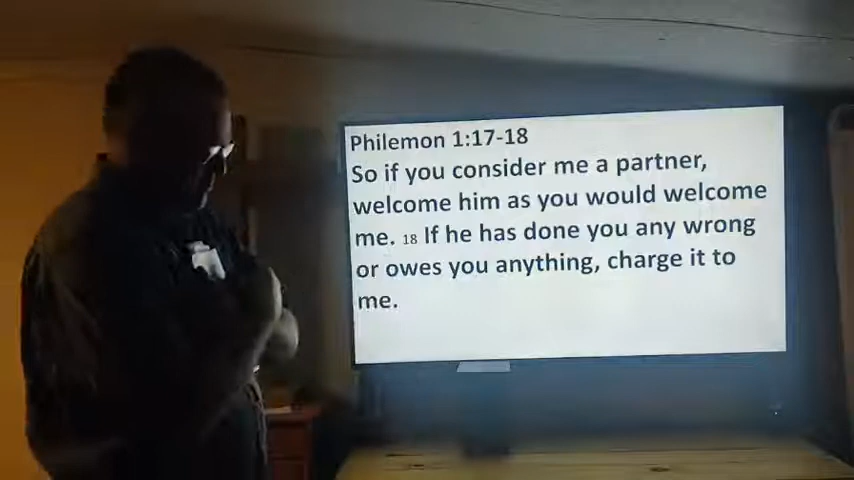 Philemon 1:17-18
So if you consider me a partner,
welcome him as you would welcome
me. 18 If he has done you any wrong
or owes you anything, charge it to
me.